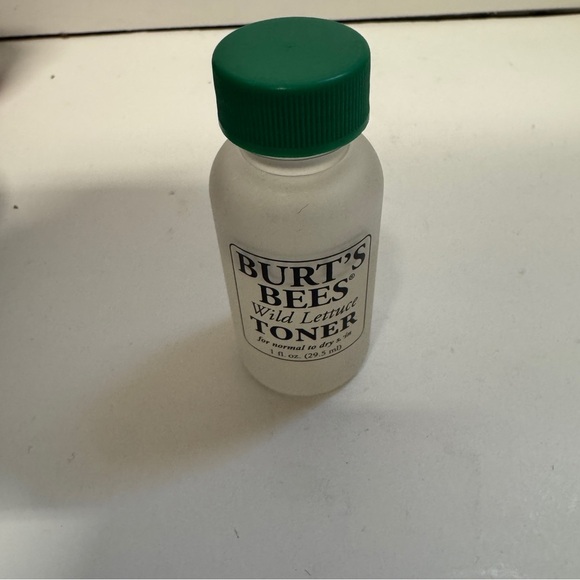 BURT'S
BEES®
Wild Lettuce
TONER
for normal to dry
1 fl. oz. (29.5 ml)